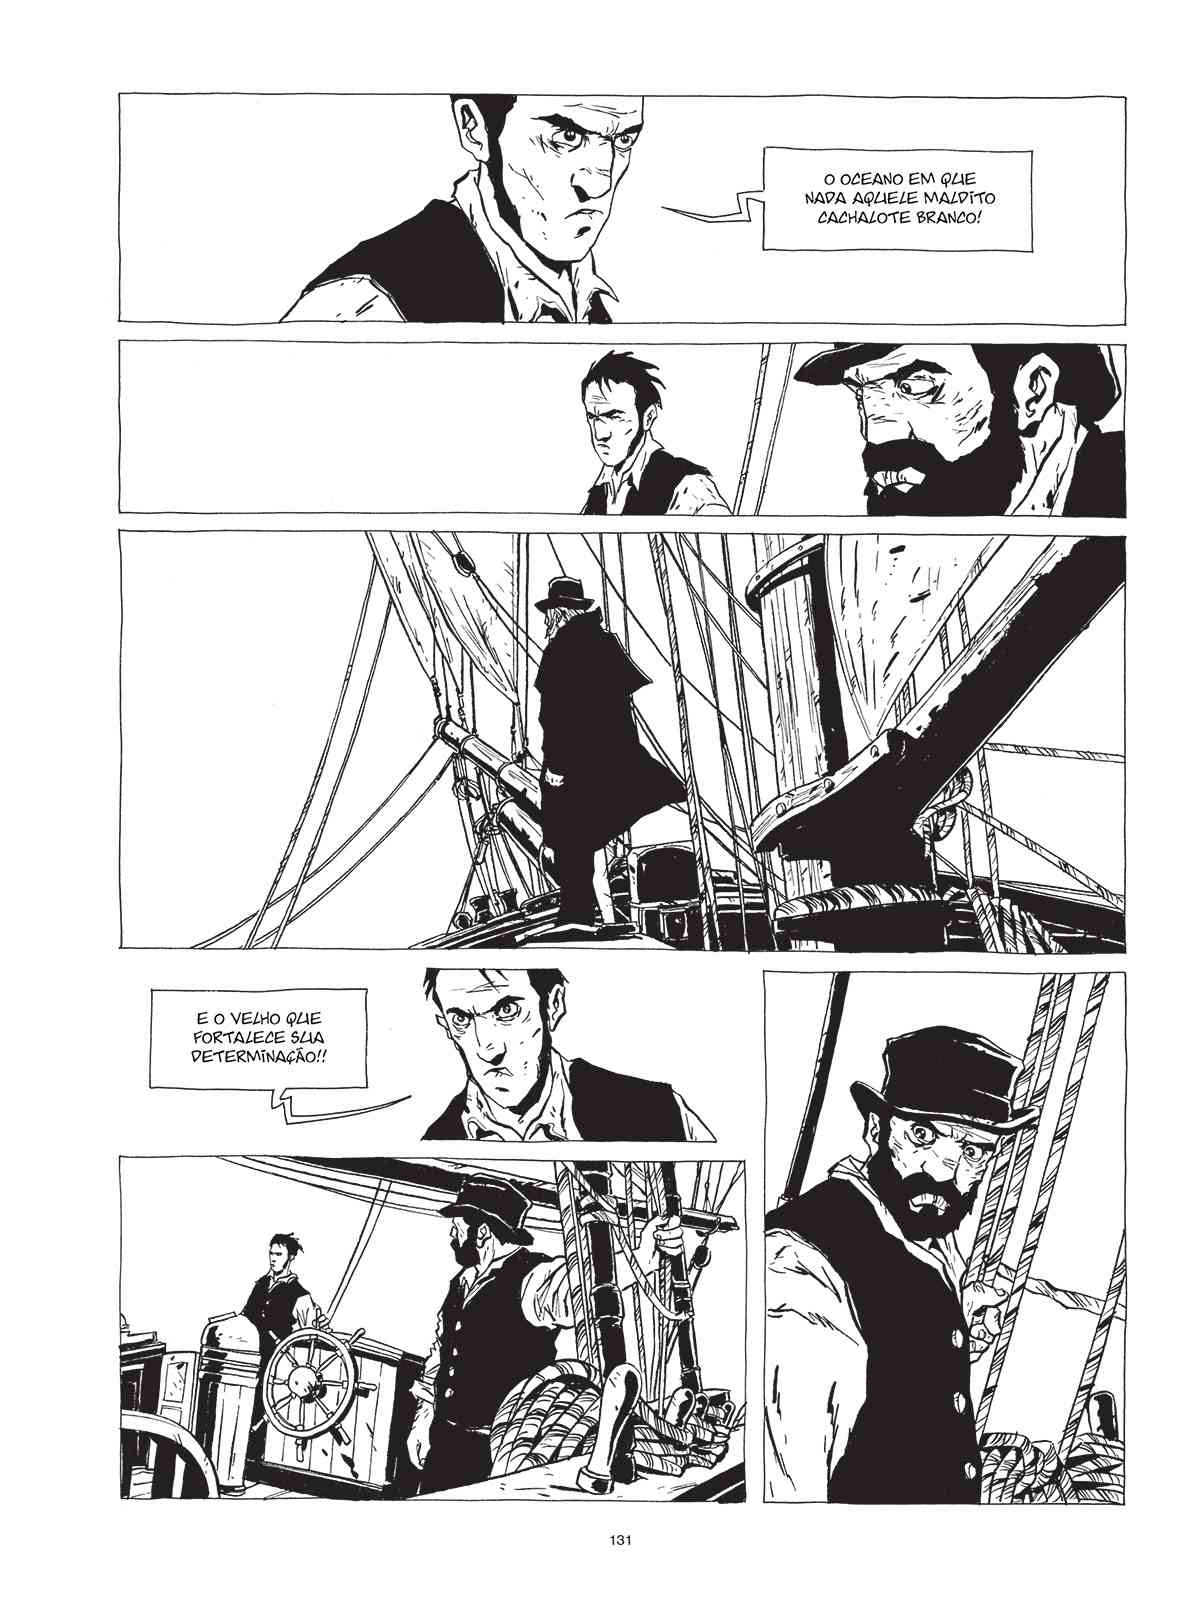 O OCEANO EM QUE
NADA AQUELE MALDITO
CACHALOTE BRANCO!
E O VELHO QUE
FORTALECE SUA
DETERMINAÇÃO!!
131